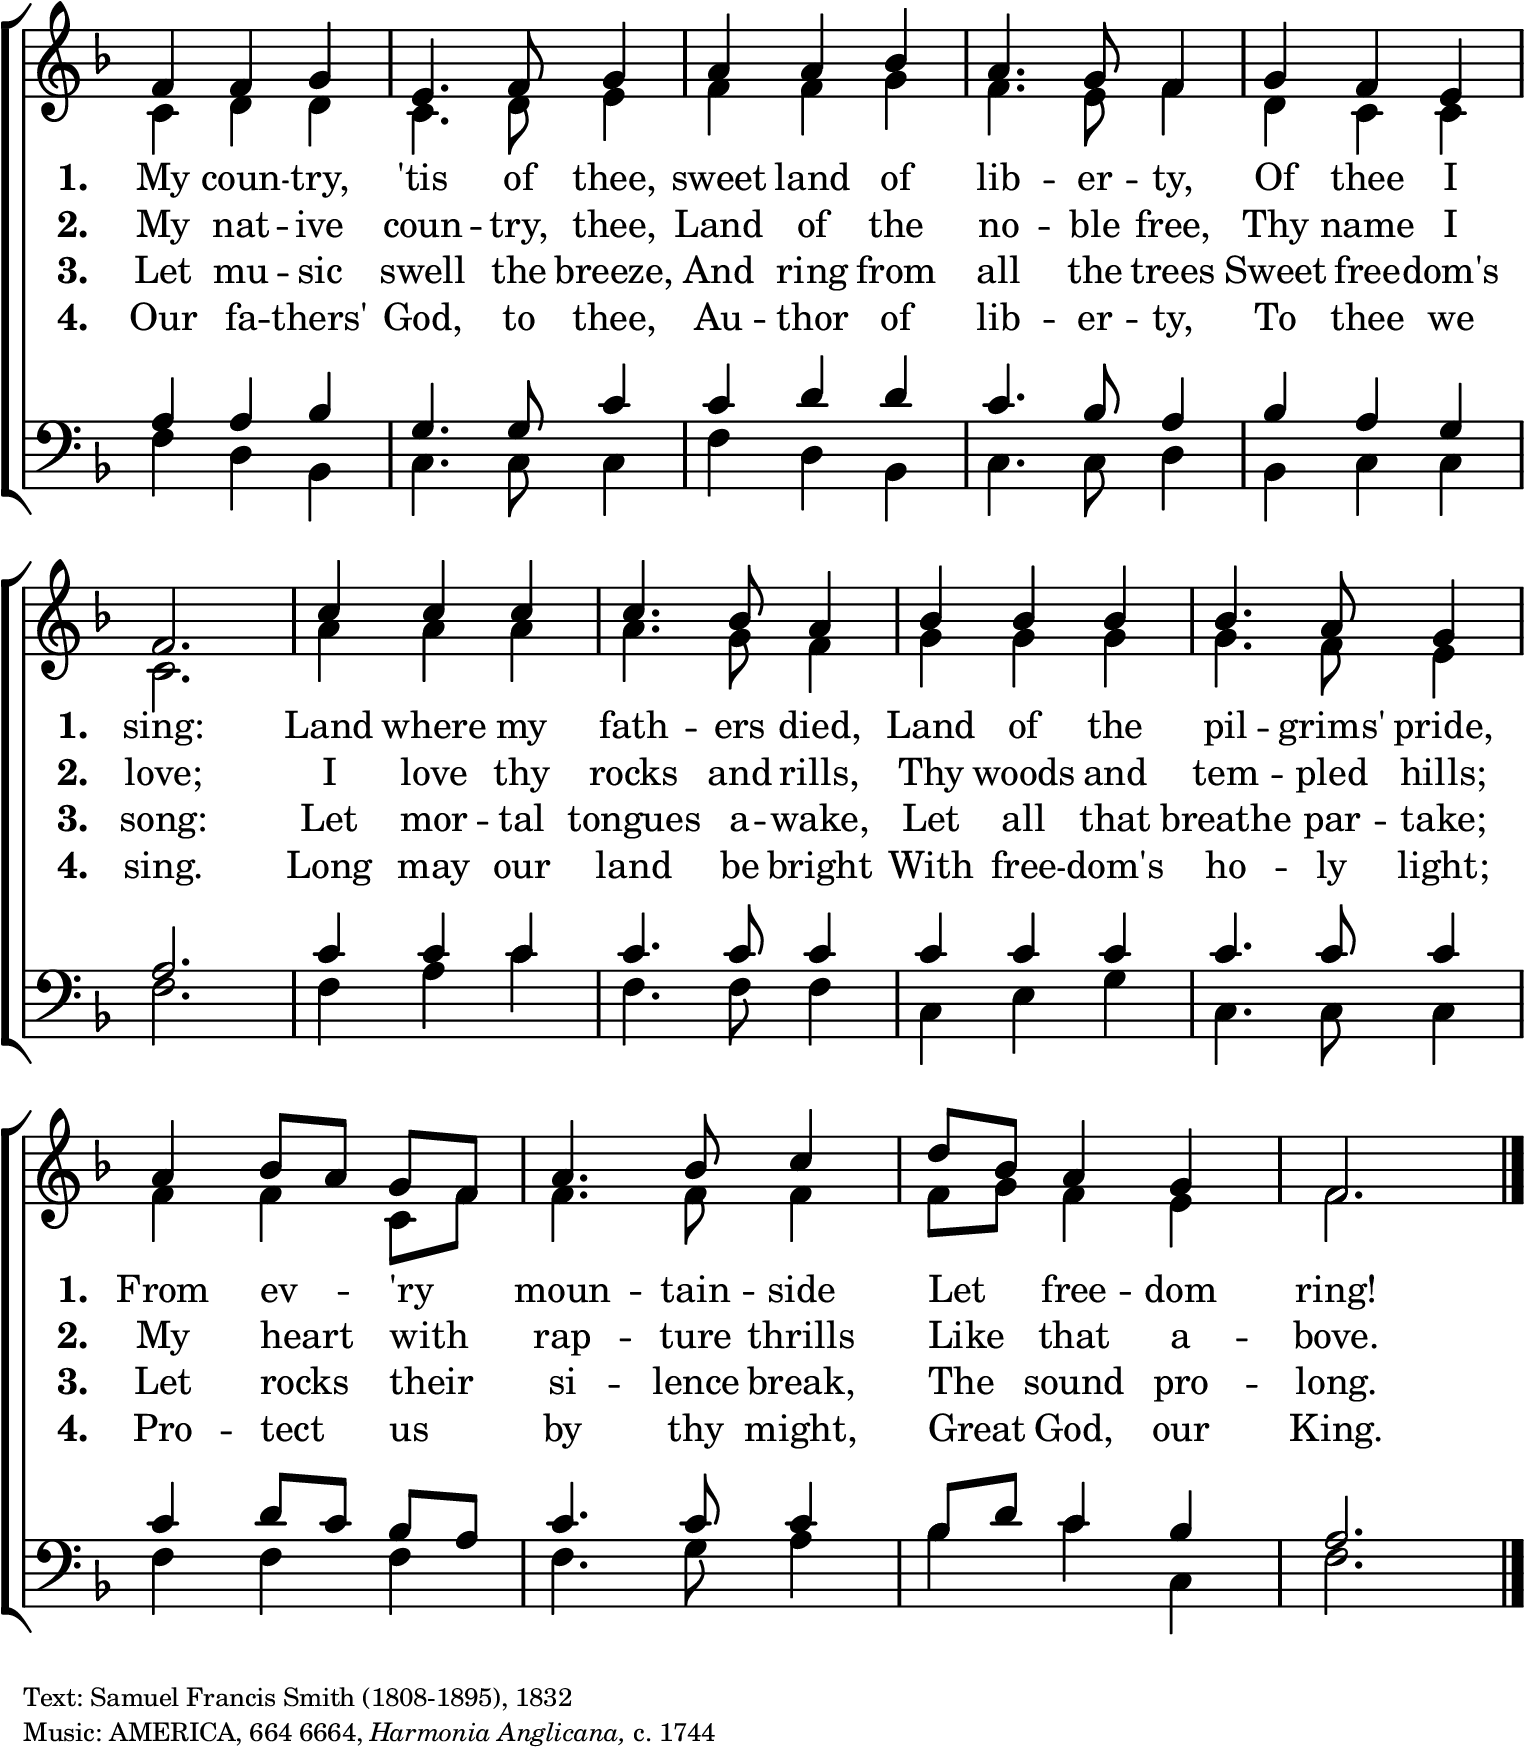 1. My coun -- try, 'tis of thee, sweet land of lib -- er -- ty, Of thee I
2. My nat -- ive coun -- try, thee, Land of the no -- ble free, Thy name I
3. Let mu -- sic swell the breeze, And ring from all the trees Sweet freedom's
4. Our fa -- thers' God, to thee, Au -- thor of lib -- er -- ty, To thee we
1. sing: Land where my fath -- ers died, Land of the pil -- grims' pride,
2. love; I love thy rocks and rills, Thy woods and tem -- pled hills;
3. song: Let mor -- tal tongues a -- wake, Let all that breathe par -- take;
4. sing. Long may our land be bright With free -- dom's ho -- ly light;
1. From ev -- 'ry moun -- tain -- side Let free -- dom ring!
2. My heart with rap -- ture thrills Like that a -- bove.
3. Let rocks their si -- lence break, The sound pro -- long.
4. Pro -- tect us by thy might, Great God, our King.
Text: Samuel Francis Smith (1808-1895), 1832
Music: AMERICA, 664 6664, Harmonia Anglicana, c. 1744